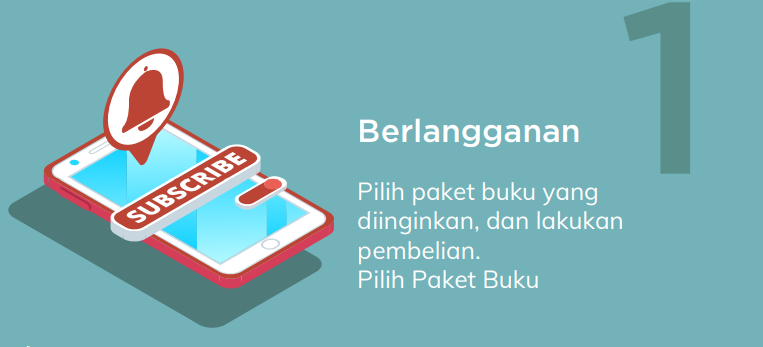 1
Berlangganan
SUBSCRIBE
Pilih paket buku yang
diinginkan, dan lakukan
pembelian.
Pilih Paket Buku